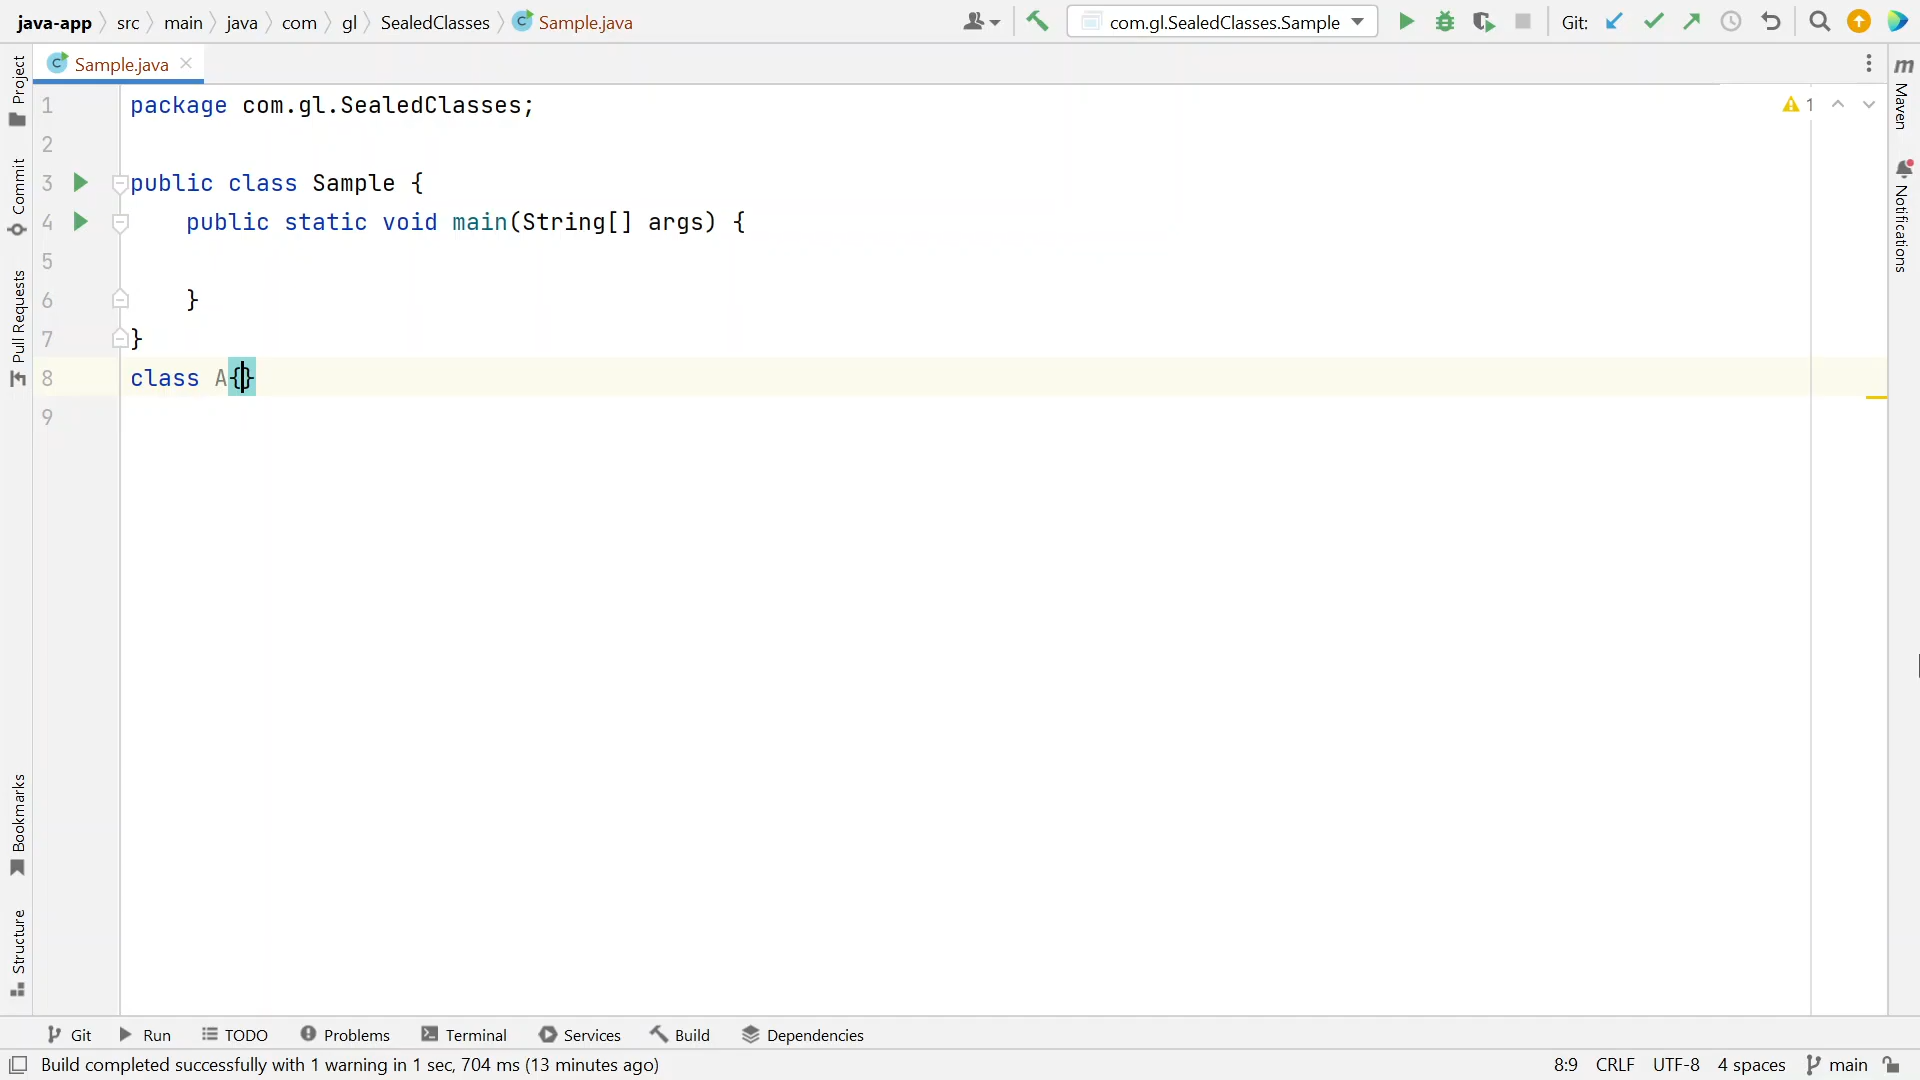 java-app src main java com gl SealedClasses Sample.java com.gl.SealedClasses.Sample Git:
Sample.java
Project
Commit
Pull Requests
Bookmarks
Structure
1 package com.gl.SealedClasses;
2
3 public class Sample {
4 public static void main(String[] args) {
5
6 }
7 }
8 class A{}
9
1
m
Maven
Notifications
Git Run TODO Problems Terminal Services Build Dependencies
Build completed successfully with 1 warning in 1 sec, 704 ms (13 minutes ago) 8:9 CRLF UTF-8 4 spaces main